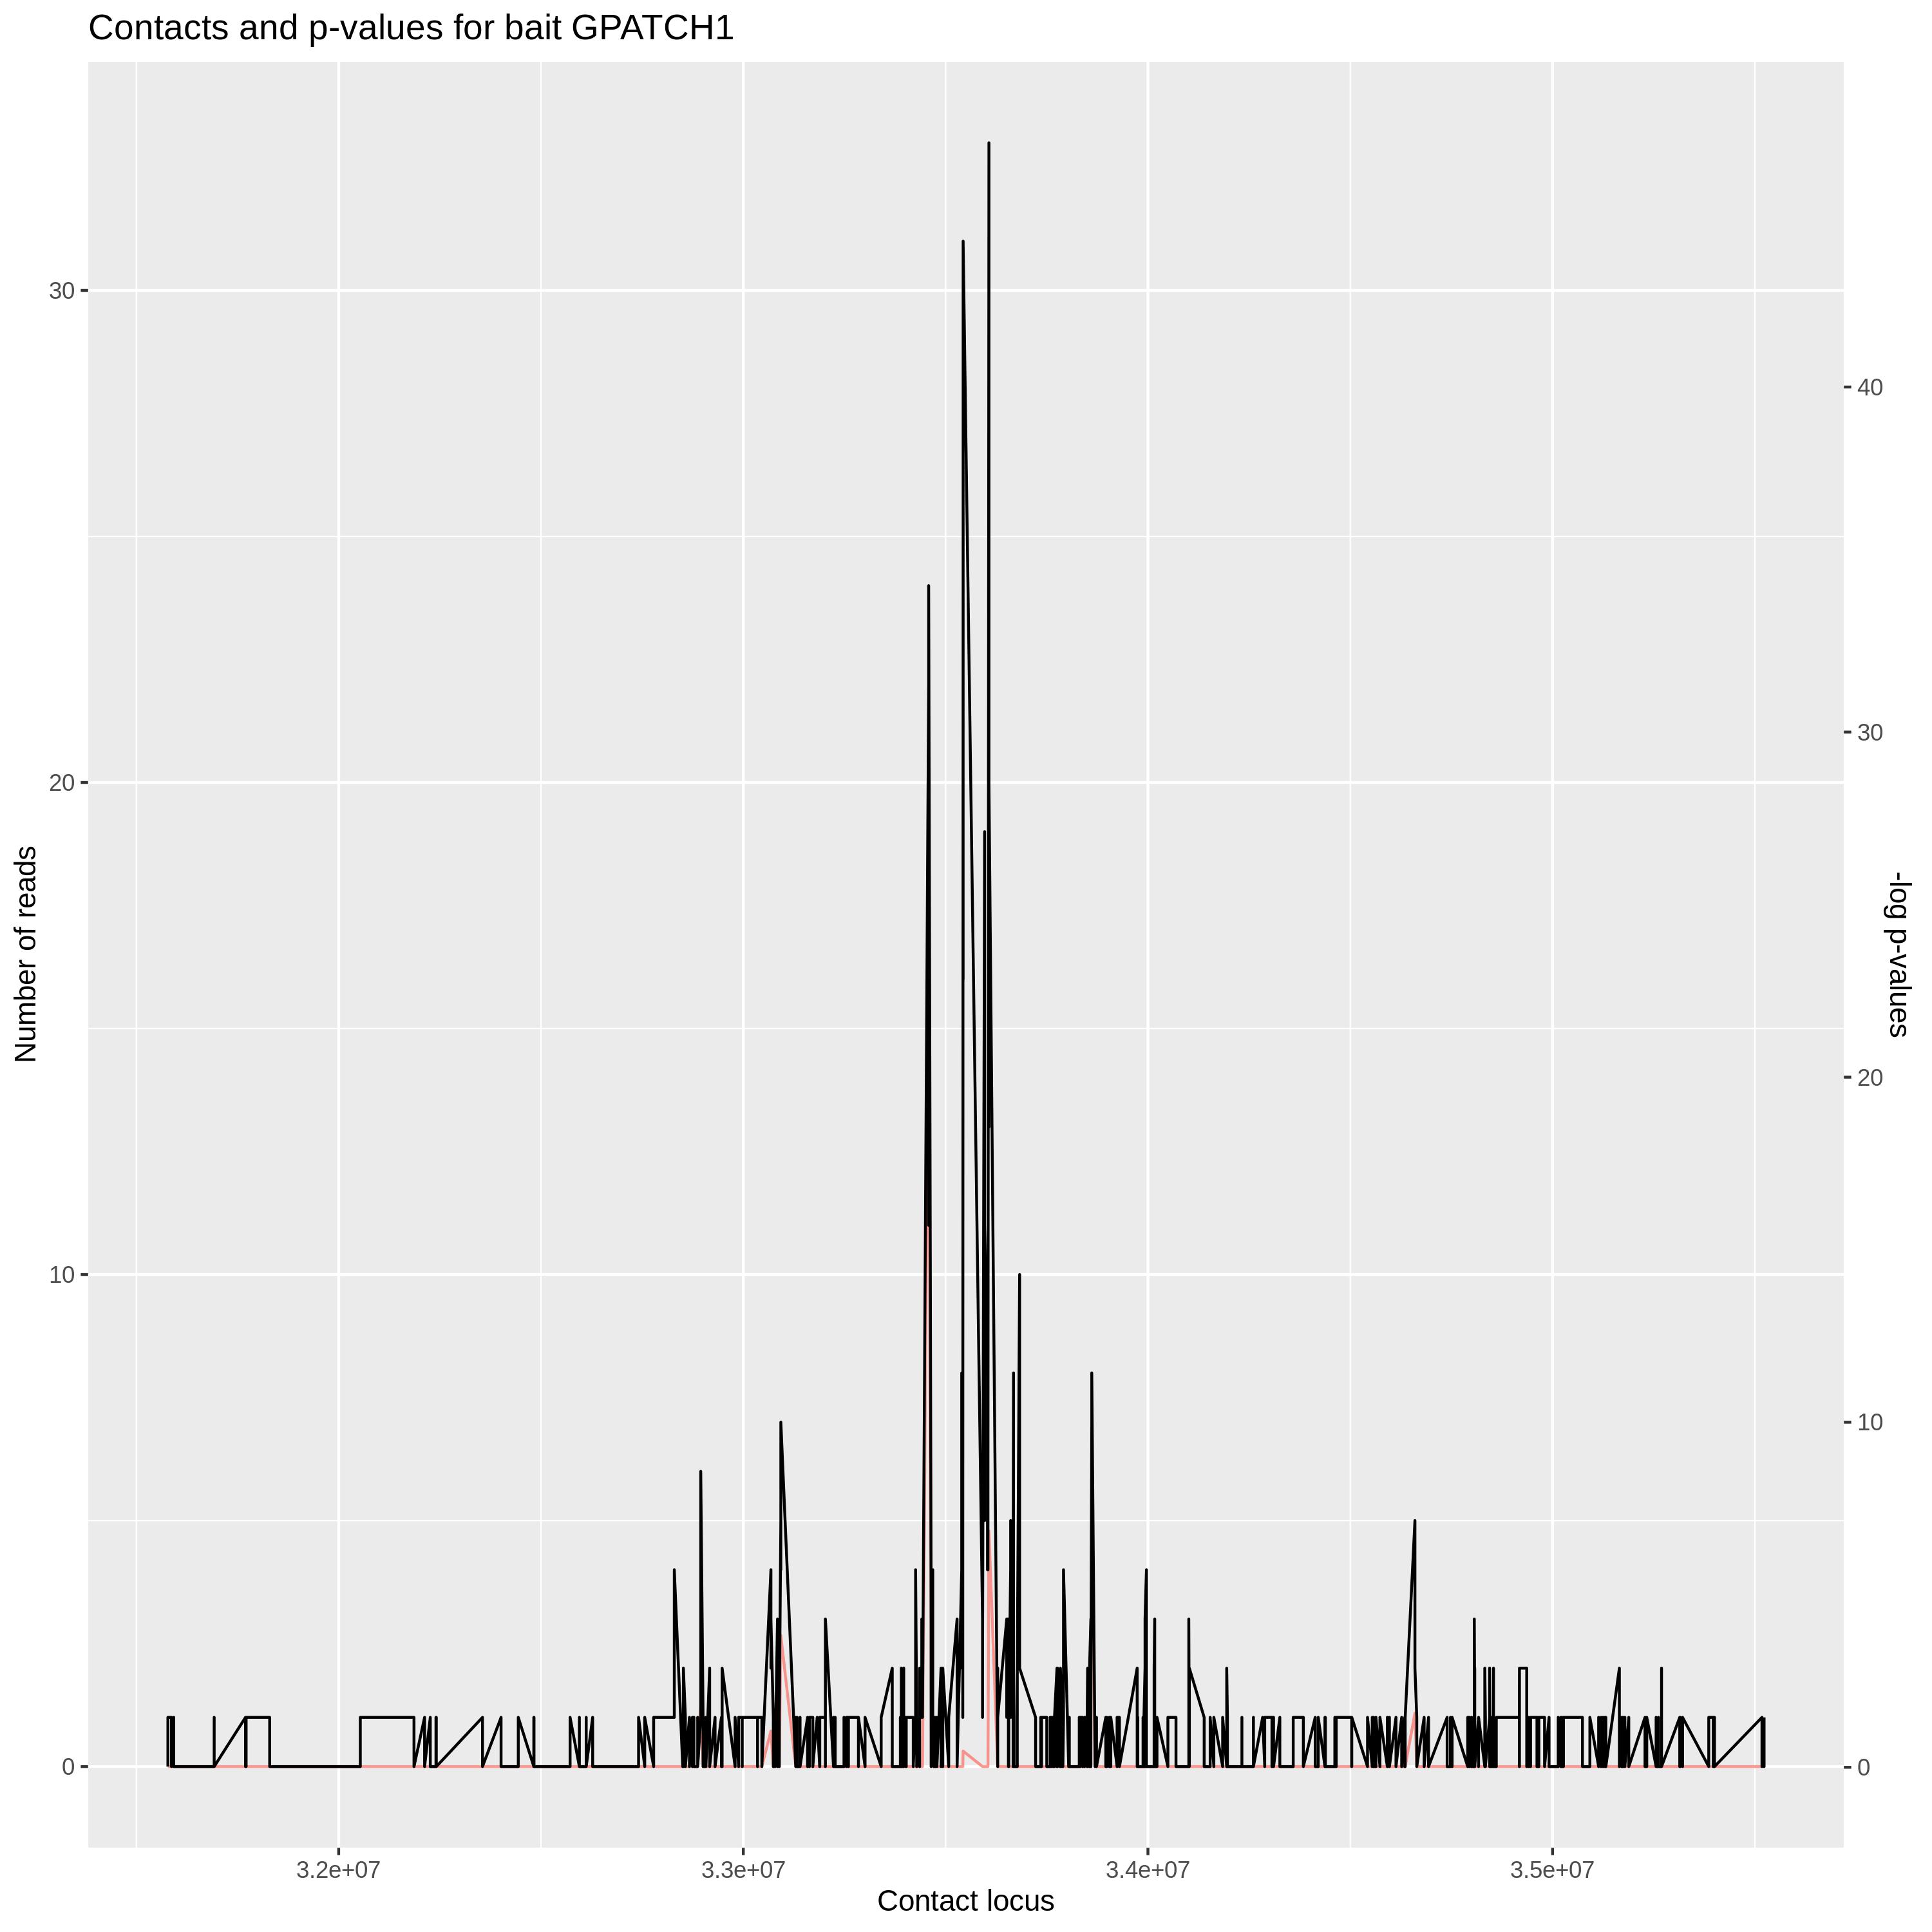 Contacts and p-values for bait GPATCH1
30
20
10
0
Number of reads
40
30
20
10
0
-log p-values
3.2e+07 3.3e+07 3.4e+07 3.5e+07
Contact locus